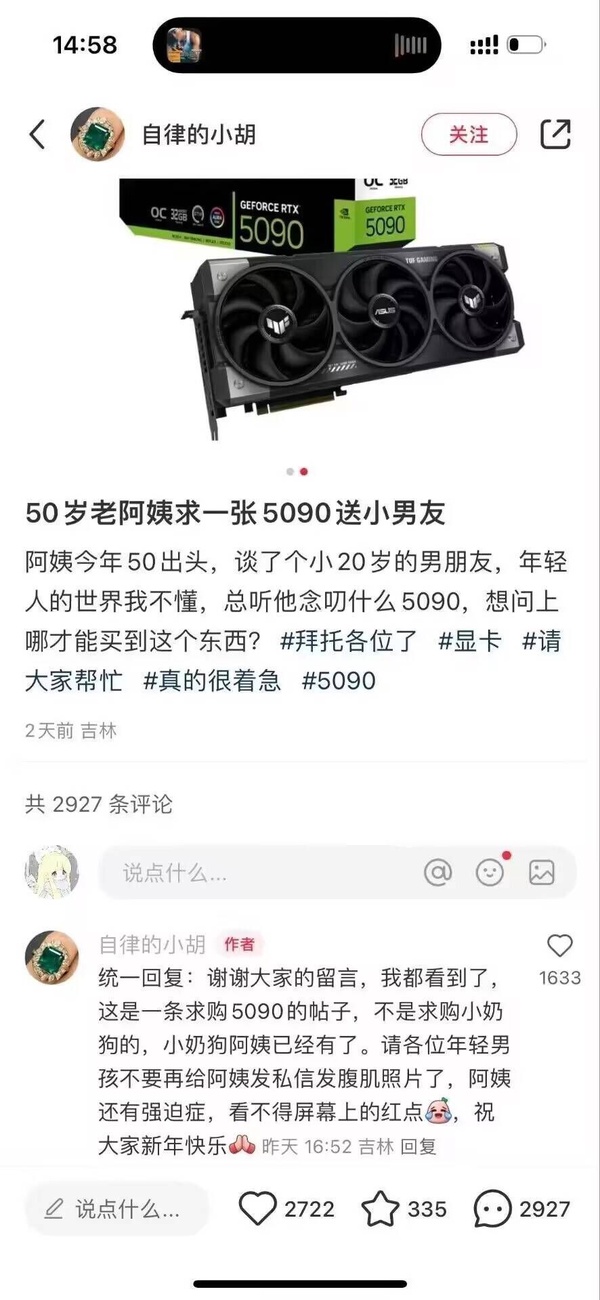 14:58
自律的小胡
关注
OC 32GB
GEFORCE RTX
5090
OC 32GB
GEFORCE RTX
5090
TUF GAMING
ASUS
50岁老阿姨求一张5090送小男友
阿姨今年50出头，谈了个小20岁的男朋友，年轻
人的世界我不懂，总听他念叨什么5090，想问上
哪才能买到这个东西？ #拜托各位了 #显卡 #请
大家帮忙 #真的很着急 #5090
2天前 吉林
共 2927 条评论
说点什么...
自律的小胡 作者
统一回复：谢谢大家的留言，我都看到了，
这是一条求购5090的帖子，不是求购小奶
狗的，小奶狗阿姨已经有了。请各位年轻男
孩不要再给阿姨发私信发腹肌照片了，阿姨
还有强迫症，看不得屏幕上的红点，祝
大家新年快乐 昨天 16:52 吉林 回复
1633
说点什么... 2722 335 2927